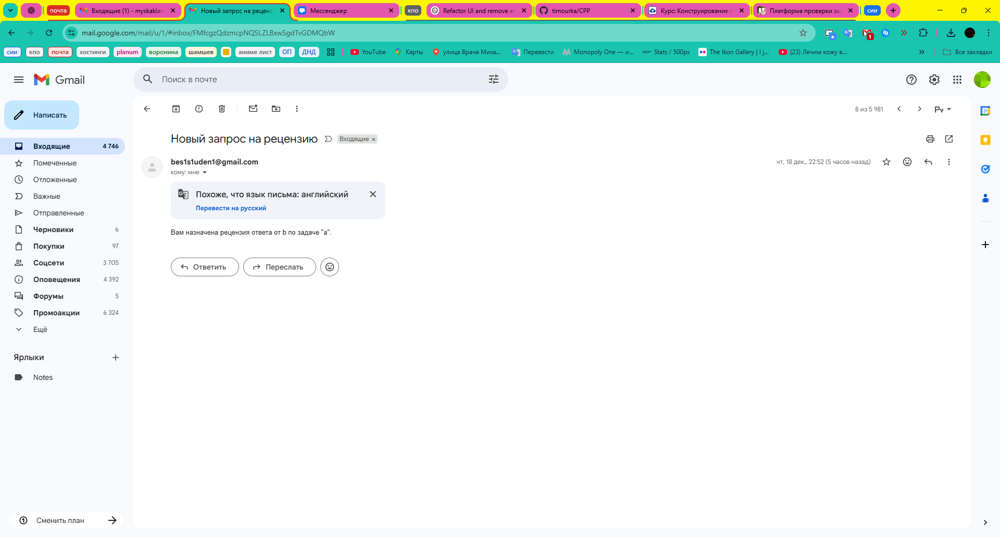 почта
Входящие (1) - myskaklav
Новый запрос на реценз
Мессенджер
кпо
Refactor UI and remove ex
timourka/CPP
Курс: Конструирование п
Платформа проверки зад
сии
mail.google.com/mail/u/1/#inbox/FMfcgzQdzmcpNQSLZLBxwSgdTvGDMQbW
1
сии
кпо
почта
хостинги
planum
воронина
шамшев
аниме лист
ОП
ДНД
YouTube
Карты
улица Врача Миха...
Перевести
Monopoly One — и...
Stats / 500px
The Ikon Gallery | I j...
(23) Лечим кожу в...
Все закладки
Gmail
Поиск в почте
Написать
Входящие 4 746
Помеченные
Отложенные
Важные
Отправленные
Черновики 6
Покупки 97
Соцсети 3 705
Оповещения 4 392
Форумы 5
Промоакции 6 324
Ещё
Ярлыки
Notes
Сменить план
8 из 5 981
Ру
31
Новый запрос на рецензию
Входящие ×
bes1s1uden1@gmail.com
чт, 18 дек., 22:52 (5 часов назад)
кому: мне
Похоже, что язык письма: английский
Перевести на русский
Вам назначена рецензия ответа от b по задаче "a".
Ответить
Переслать